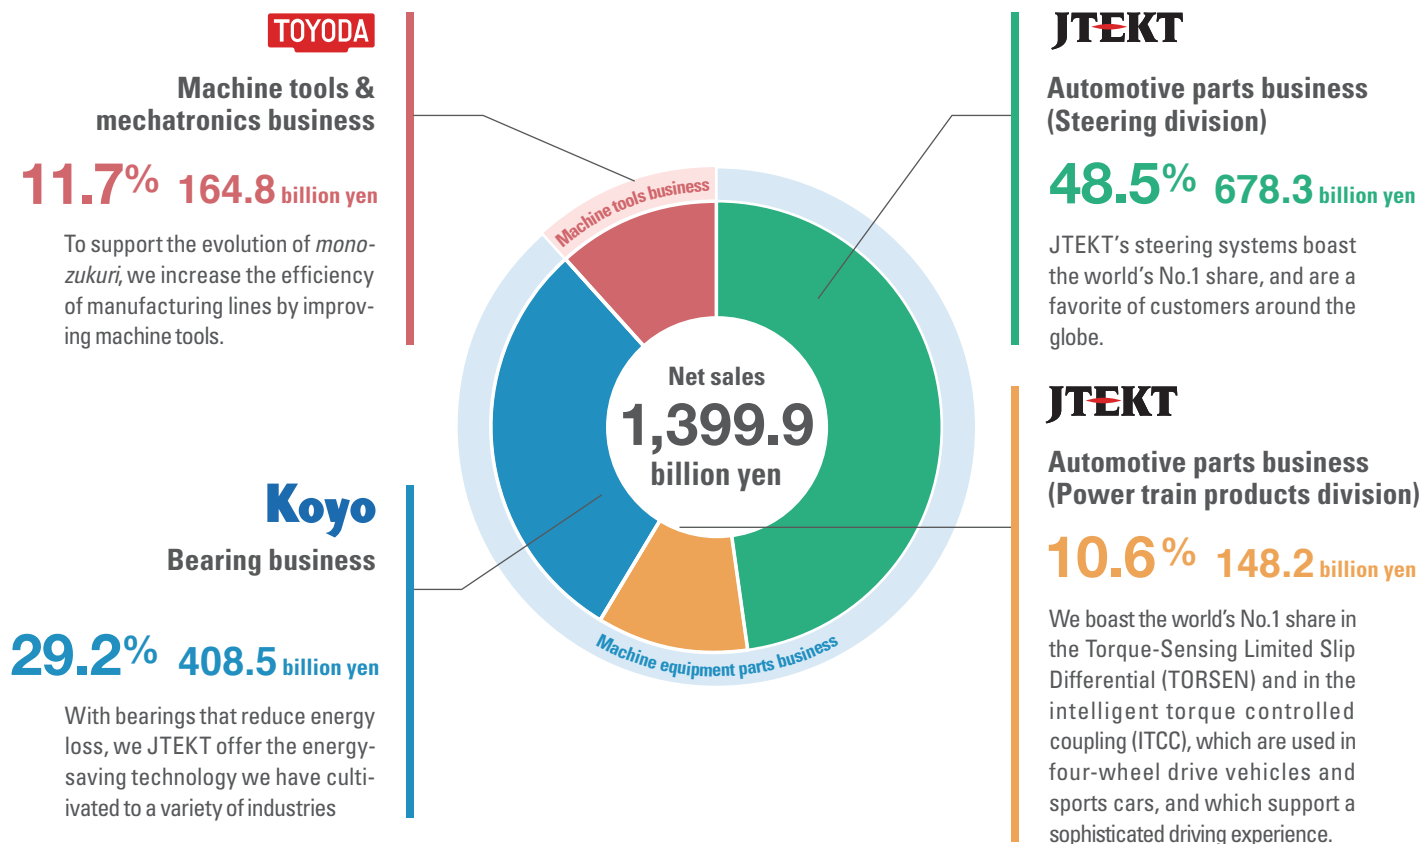 TOYODA
Machine tools &
mechatronics business
11.7% 164.8 billion yen
To support the evolution of mono-
zukuri, we increase the efficiency
of manufacturing lines by improv-
ing machine tools.
Koyo
Bearing business
29.2% 408.5 billion yen
With bearings that reduce energy
loss, we JTEKT offer the energy-
saving technology we have culti-
ivated to a variety of industries
Machine tools business
Net sales
1,399.9
billion yen
Machine equipment parts business
JTEKT
Automotive parts business
(Steering division)
48.5% 678.3 billion yen
JTEKT’s steering systems boast
the world’s No.1 share, and are a
favorite of customers around the
globe.
JTEKT
Automotive parts business
(Power train products division)
10.6% 148.2 billion yen
We boast the world’s No.1 share in
the Torque-Sensing Limited Slip
Differential (TORSEN) and in the
intelligent torque controlled
coupling (ITCC), which are used in
four-wheel drive vehicles and
sports cars, and which support a
sophisticated driving experience.